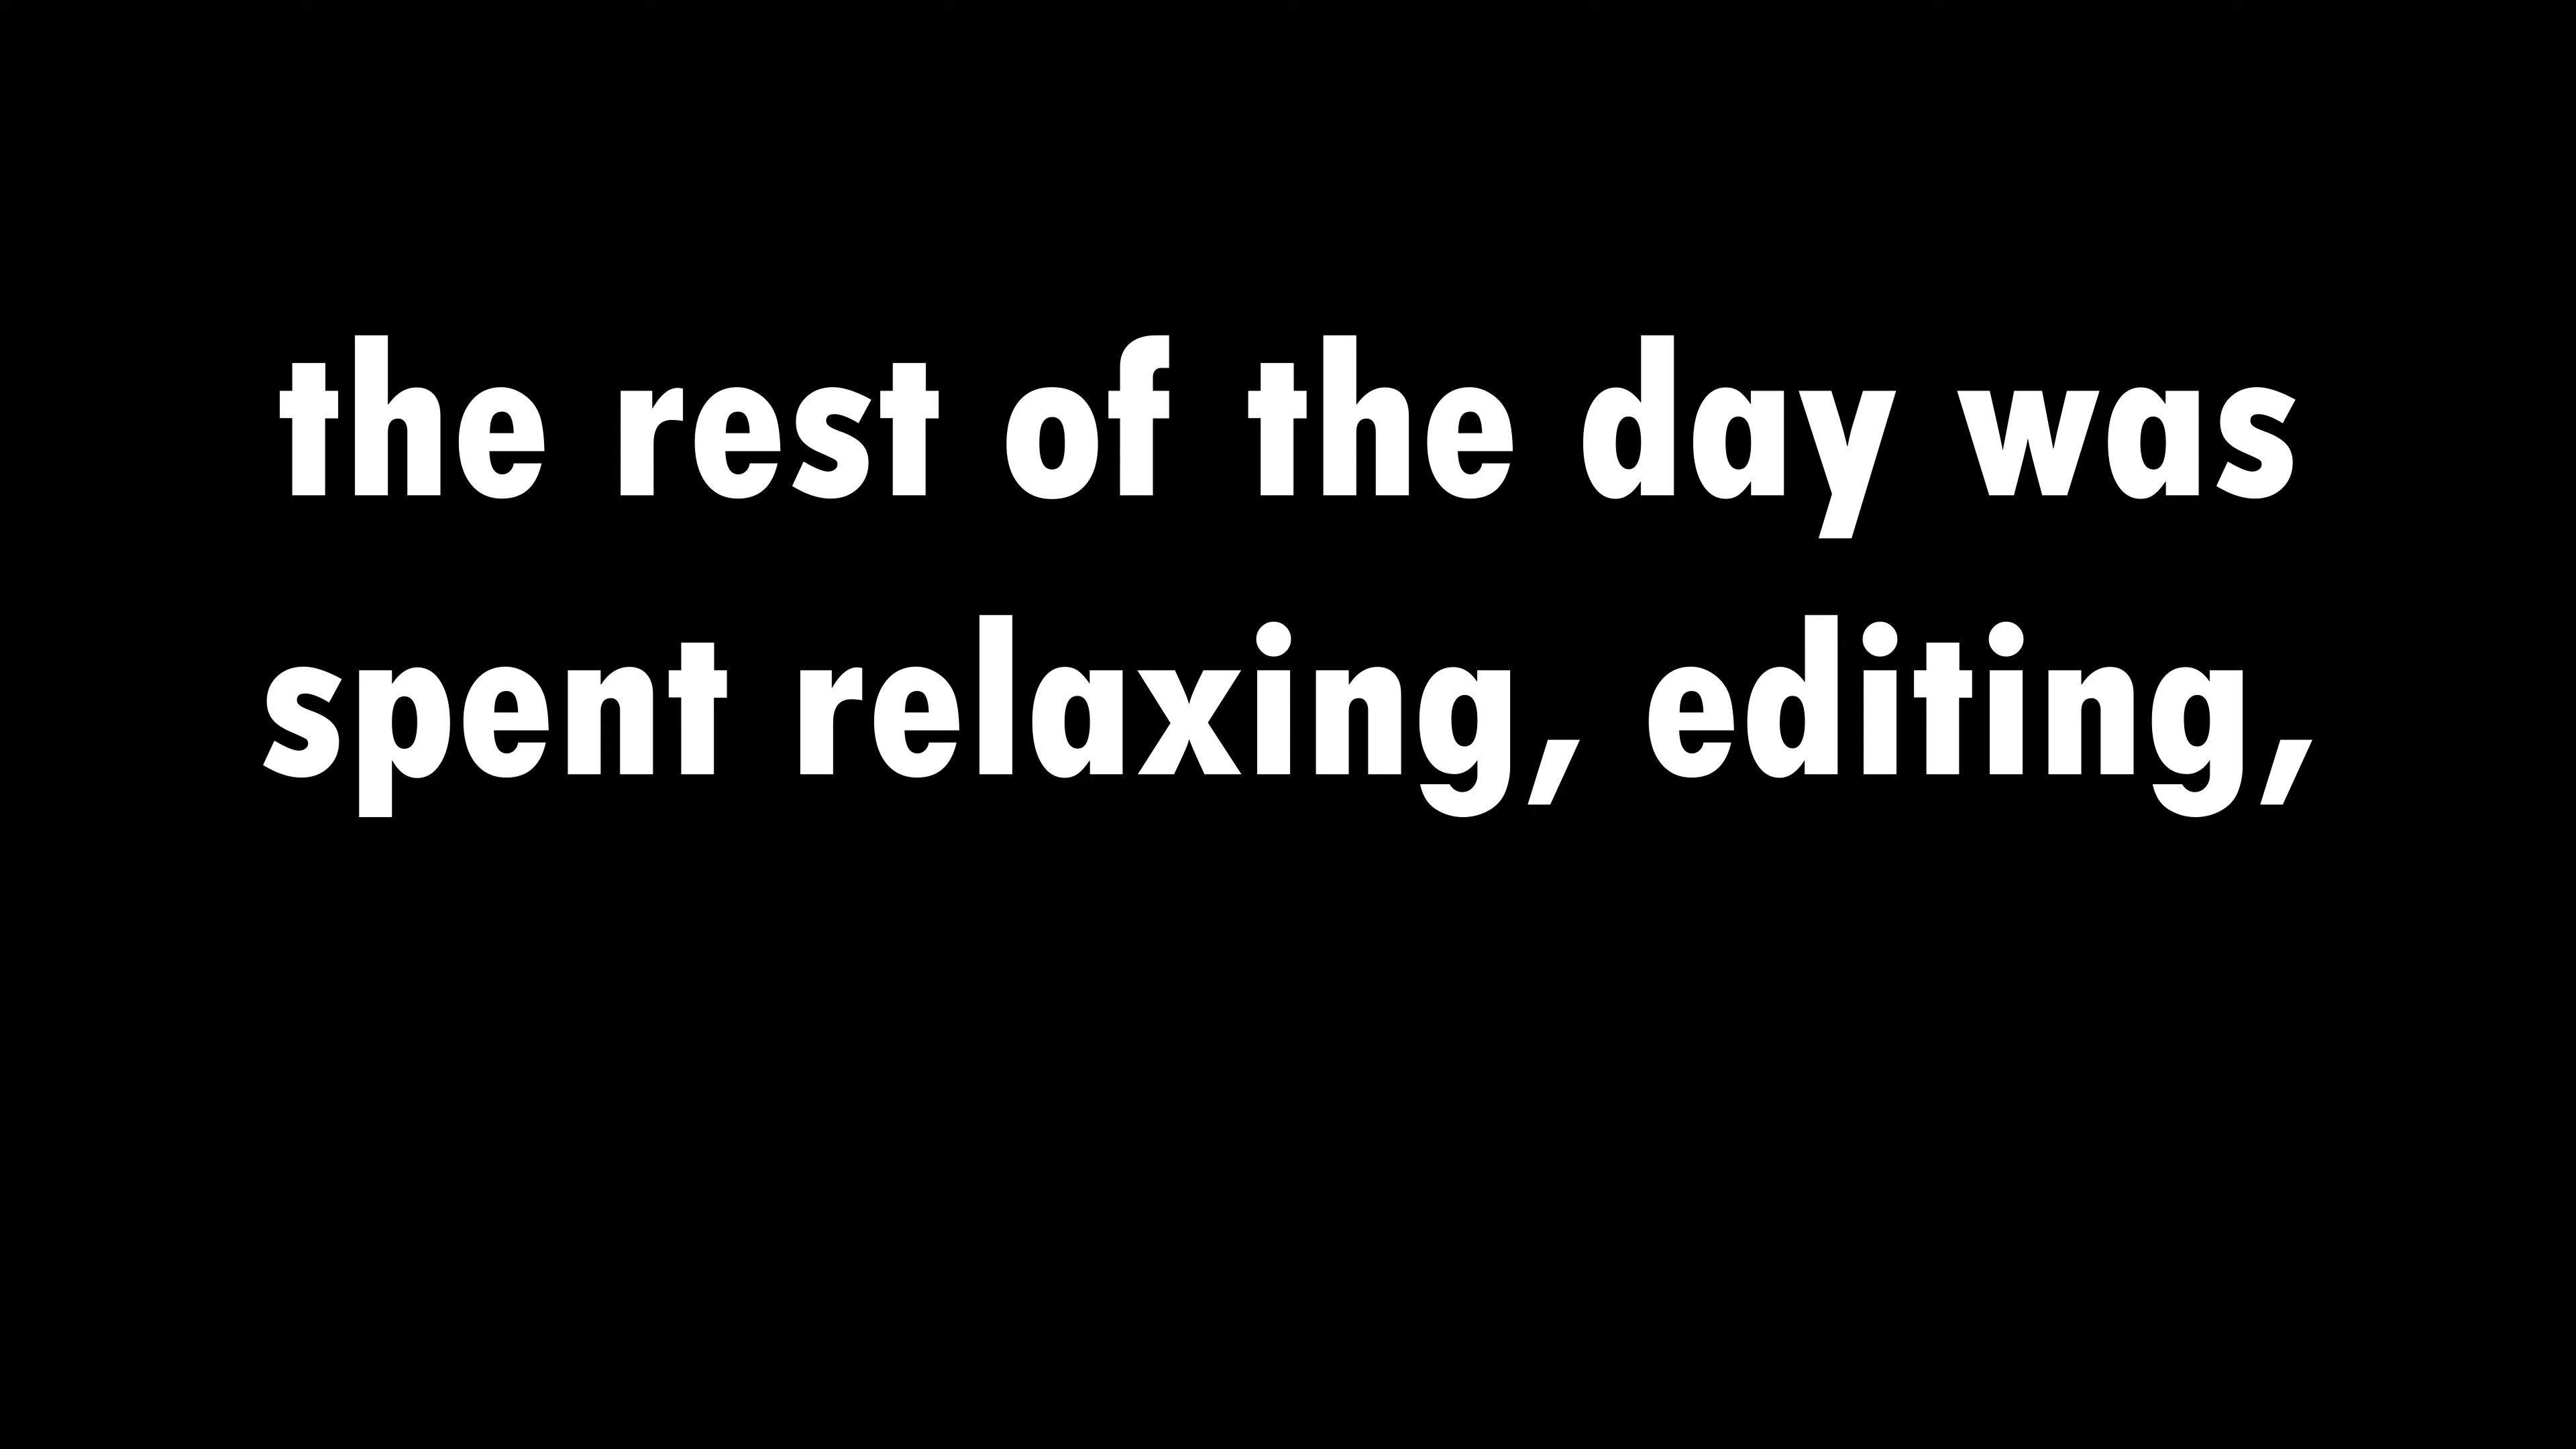 the rest of the day was
spent relaxing, editing,